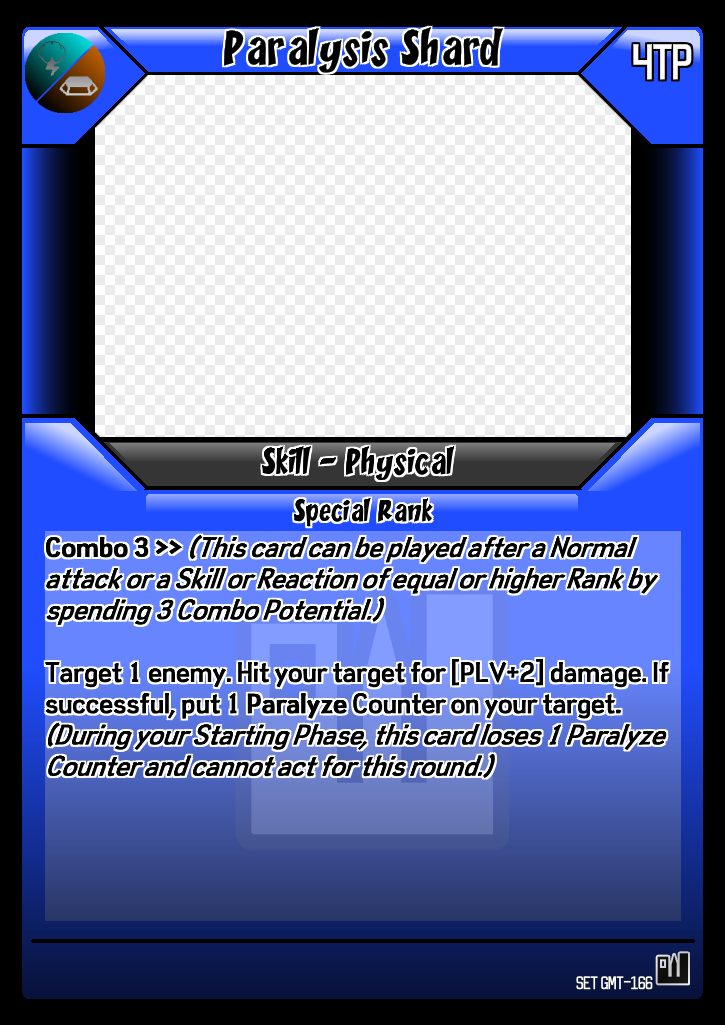 Paralysis Shard
4TP
Skill - Physical
Special Rank
Combo 3 >> (This card can be played after a Normal
attack or a Skill or Reaction of equal or higher Rank by
spending 3 Combo Potential.)
Target 1 enemy. Hit your target for [PLV+2] damage. If
successful, put 1 Paralyze Counter on your target.
(During your Starting Phase, this card loses 1 Paralyze
Counter and cannot act for this round.)
SET GMT-166